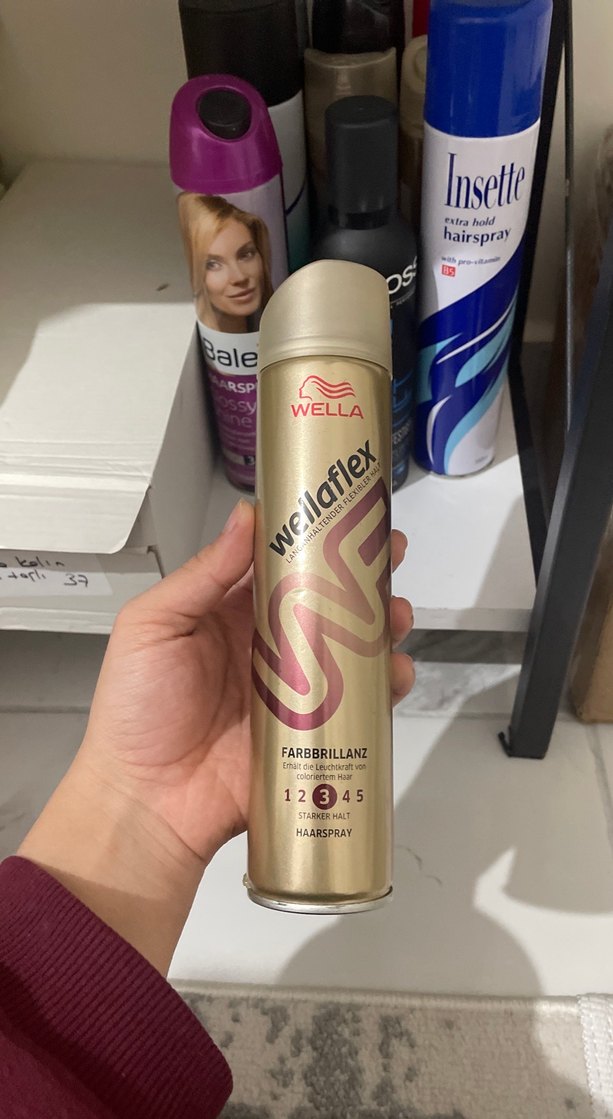 Insette
extra hold
hairspray
with pro-vitamin
B5
Bale
WELLA
wellaflex
LANGANHALTENDER FLEXIBLER HALT
FARBBRILLANZ
Erhält die Leuchtkraft von
coloriertem Haar
1 2 3 4 5
STARKER HALT
HAARSPRAY
37